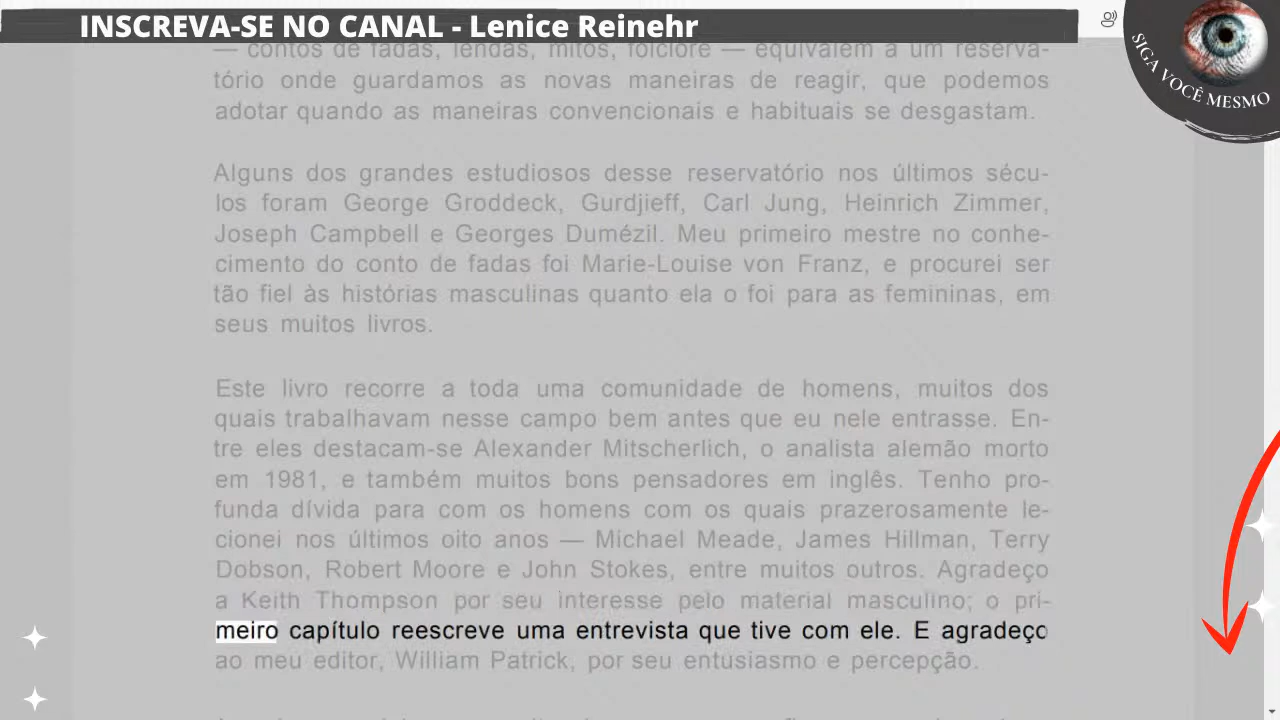 INSCREVA-SE NO CANAL - Lenice Reinehr
SIGA VOCÊ MESMO
— contos de fadas, lendas, mitos, folclore — equivalem a um reserva-
tório onde guardamos as novas maneiras de reagir, que podemos
adotar quando as maneiras convencionais e habituais se desgastam.
Alguns dos grandes estudiosos desse reservatório nos últimos sécu-
los foram George Groddeck, Gurdjieff, Carl Jung, Heinrich Zimmer,
Joseph Campbell e Georges Dumézil. Meu primeiro mestre no conhe-
cimento do conto de fadas foi Marie-Louise von Franz, e procurei ser
tão fiel às histórias masculinas quanto ela o foi para as femininas, em
seus muitos livros.
Este livro recorre a toda uma comunidade de homens, muitos dos
quais trabalhavam nesse campo bem antes que eu nele entrasse. En-
tre eles destacam-se Alexander Mitscherlich, o analista alemão morto
em 1981, e também muitos bons pensadores em inglês. Tenho pro-
funda dívida para com os homens com os quais prazerosamente le-
cionei nos últimos oito anos — Michael Meade, James Hillman, Terry
Dobson, Robert Moore e John Stokes, entre muitos outros. Agradeço
a Keith Thompson por seu interesse pelo material masculino; o pri-
meiro capítulo reescreve uma entrevista que tive com ele. E agradeço
ao meu editor, William Patrick, por seu entusiasmo e percepção.